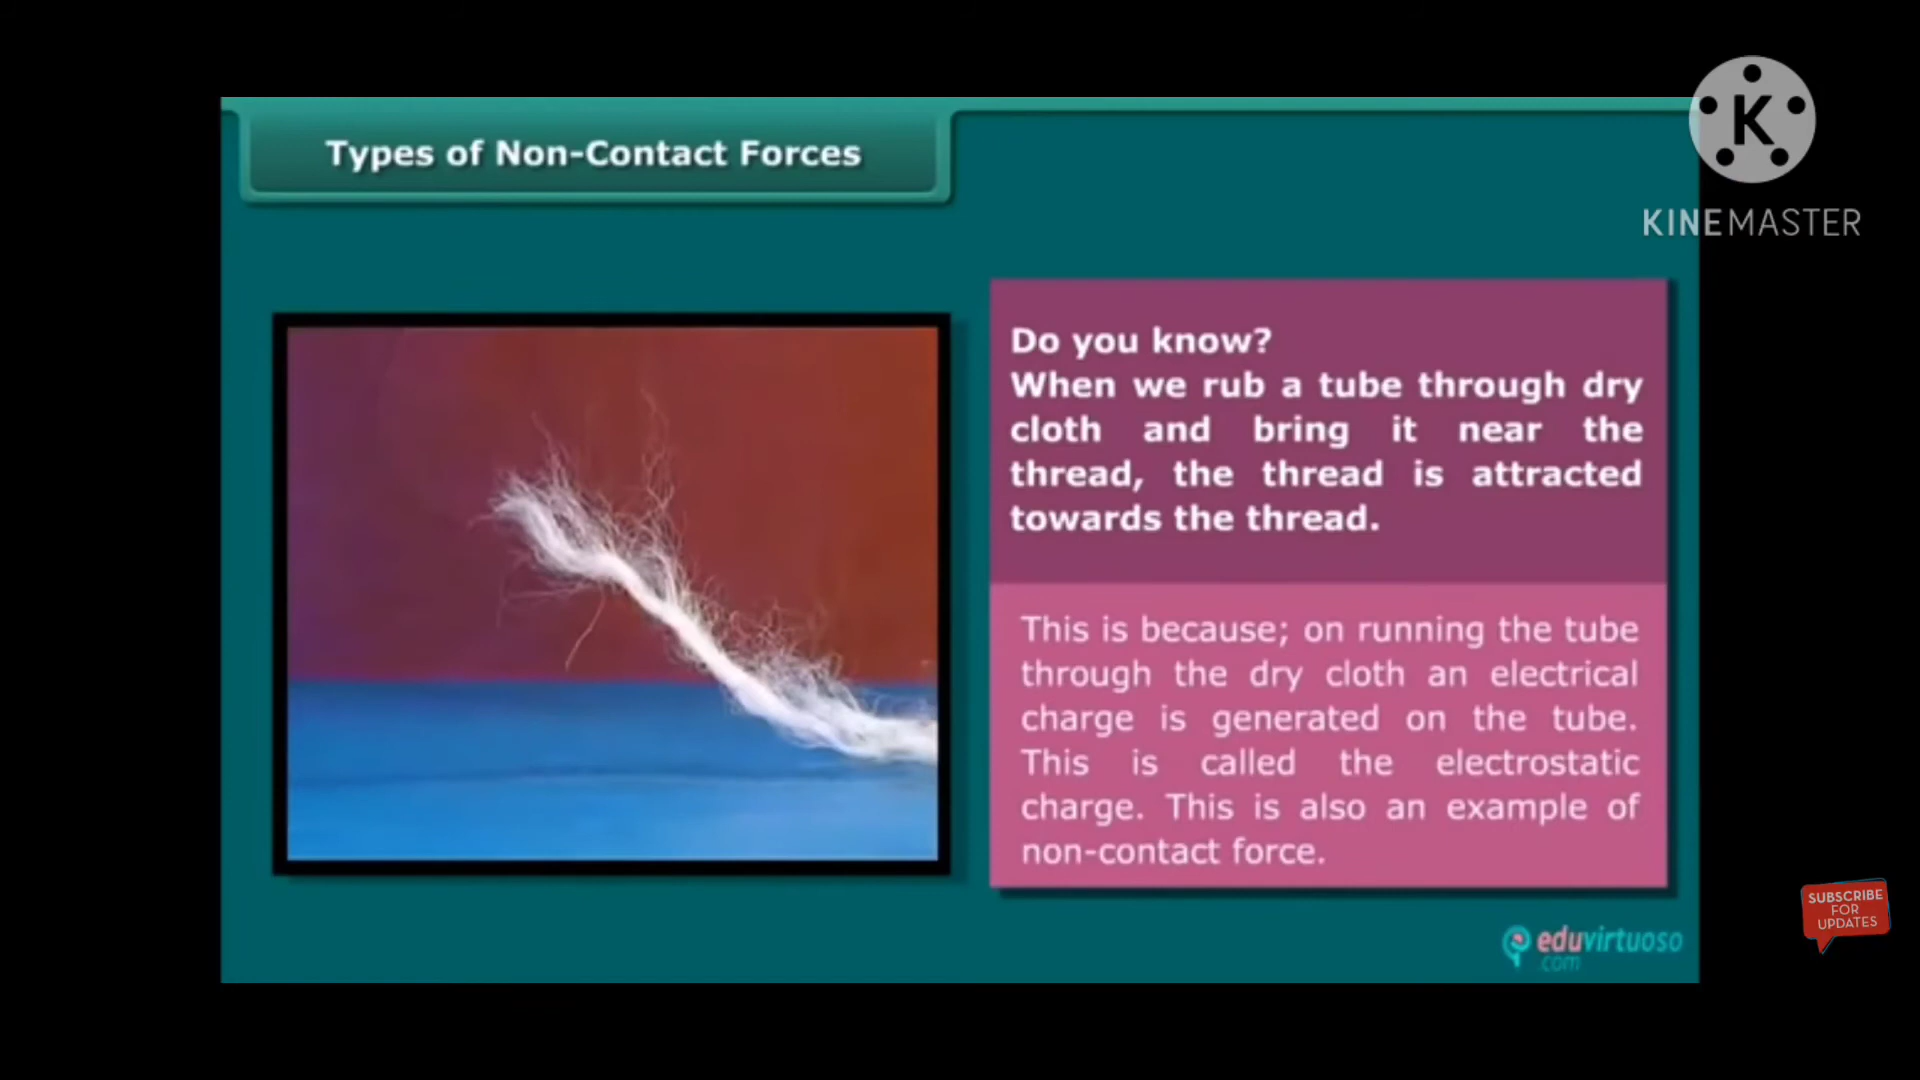 Types of Non-Contact Forces
K
KINEMASTER
Do you know?
When we rub a tube through dry
cloth and bring it near the
thread, the thread is attracted
towards the thread.
This is because; on running the tube
through the dry cloth an electrical
charge is generated on the tube.
This is called the electrostatic
charge. This is also an example of
non-contact force.
SUBSCRIBE
FOR
UPDATES
eduvirtuoso
.com